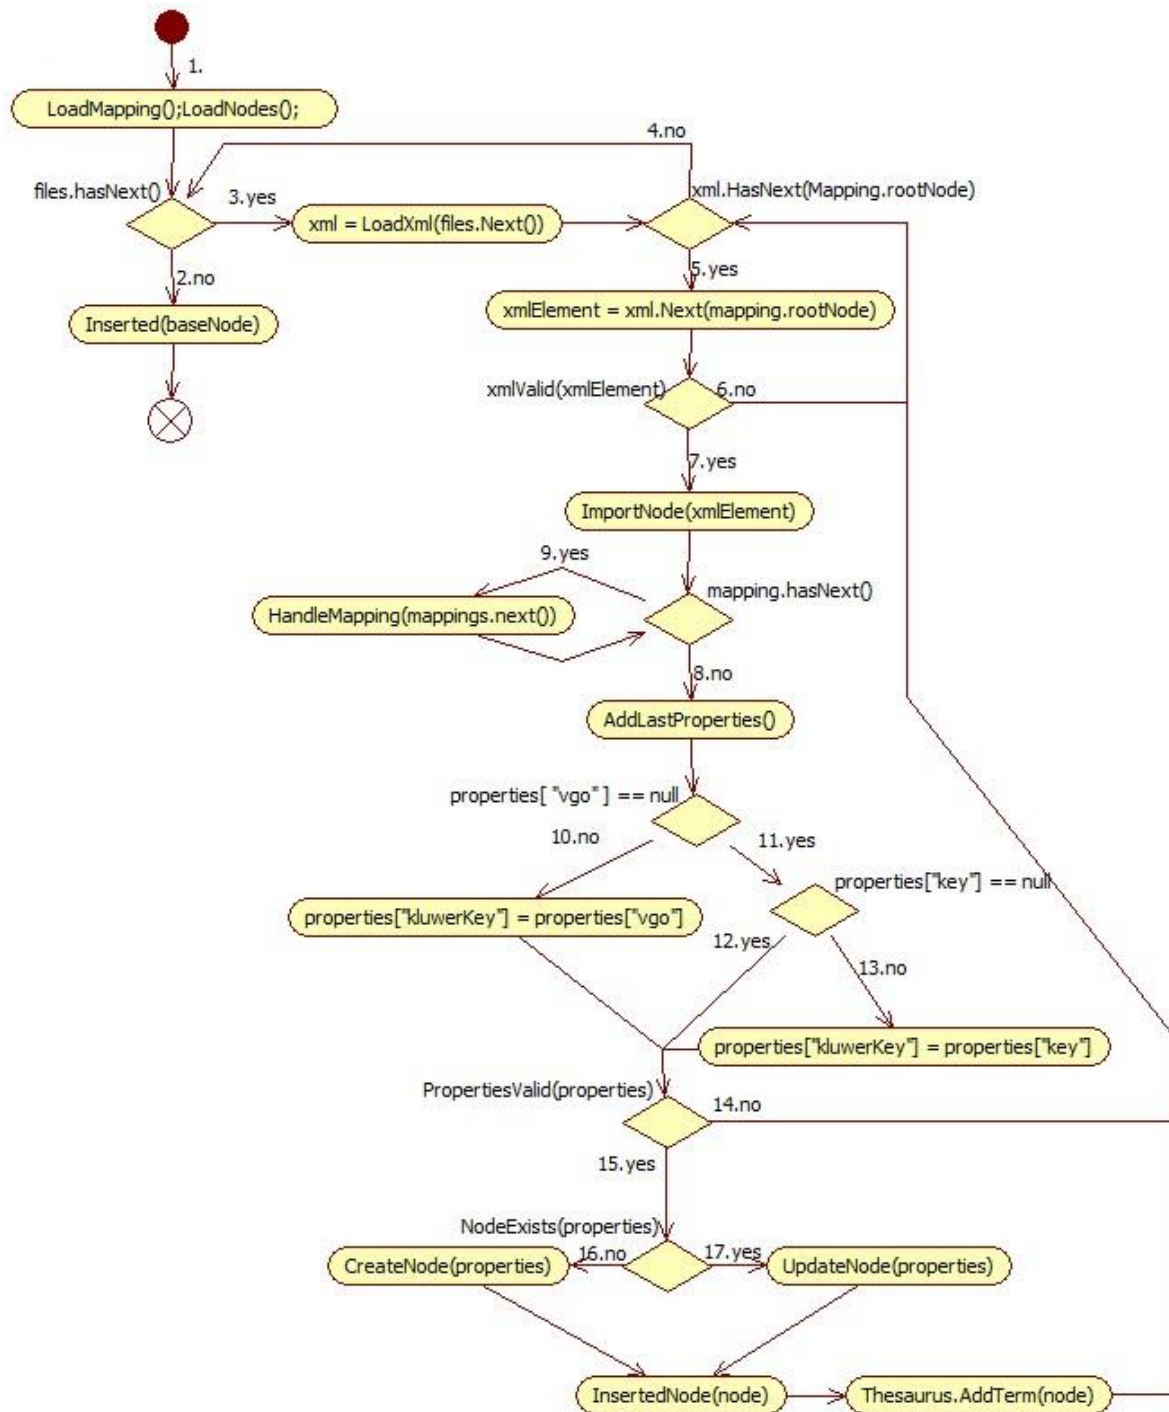 1.
LoadMapping();LoadNodes();
4.no
files.hasNext()
3.yes
xml.HasNext(Mapping.rootNode)
xml = LoadXml(files.Next())
2.no
5.yes
Inserted(baseNode)
xmlElement = xml.Next(mapping.rootNode)
xmlValid(xmlElement)
6.no
7.yes
ImportNode(xmlElement)
9.yes
mapping.hasNext()
HandleMapping(mappings.next())
8.no
AddLastProperties()
properties[ "vgo" ] == null
10.no
11.yes
properties["key"] == null
properties["kluwerKey"] = properties["vgo"]
12.yes
13.no
properties["kluwerKey"] = properties["key"]
PropertiesValid(properties)
14.no
15.yes
NodeExists(properties)
16.no
17.yes
CreateNode(properties)
UpdateNode(properties)
InsertedNode(node)
Thesaurus.AddTerm(node)